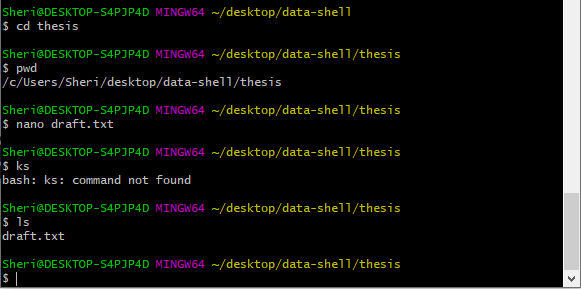 Sheri@DESKTOP-S4PJP4D MINGW64 ~/desktop/data-shell
$ cd thesis
Sheri@DESKTOP-S4PJP4D MINGW64 ~/desktop/data-shell/thesis
$ pwd
/c/Users/Sheri/desktop/data-shell/thesis
Sheri@DESKTOP-S4PJP4D MINGW64 ~/desktop/data-shell/thesis
$ nano draft.txt
Sheri@DESKTOP-S4PJP4D MINGW64 ~/desktop/data-shell/thesis
$ ks
bash: ks: command not found
Sheri@DESKTOP-S4PJP4D MINGW64 ~/desktop/data-shell/thesis
$ ls
draft.txt
Sheri@DESKTOP-S4PJP4D MINGW64 ~/desktop/data-shell/thesis
$